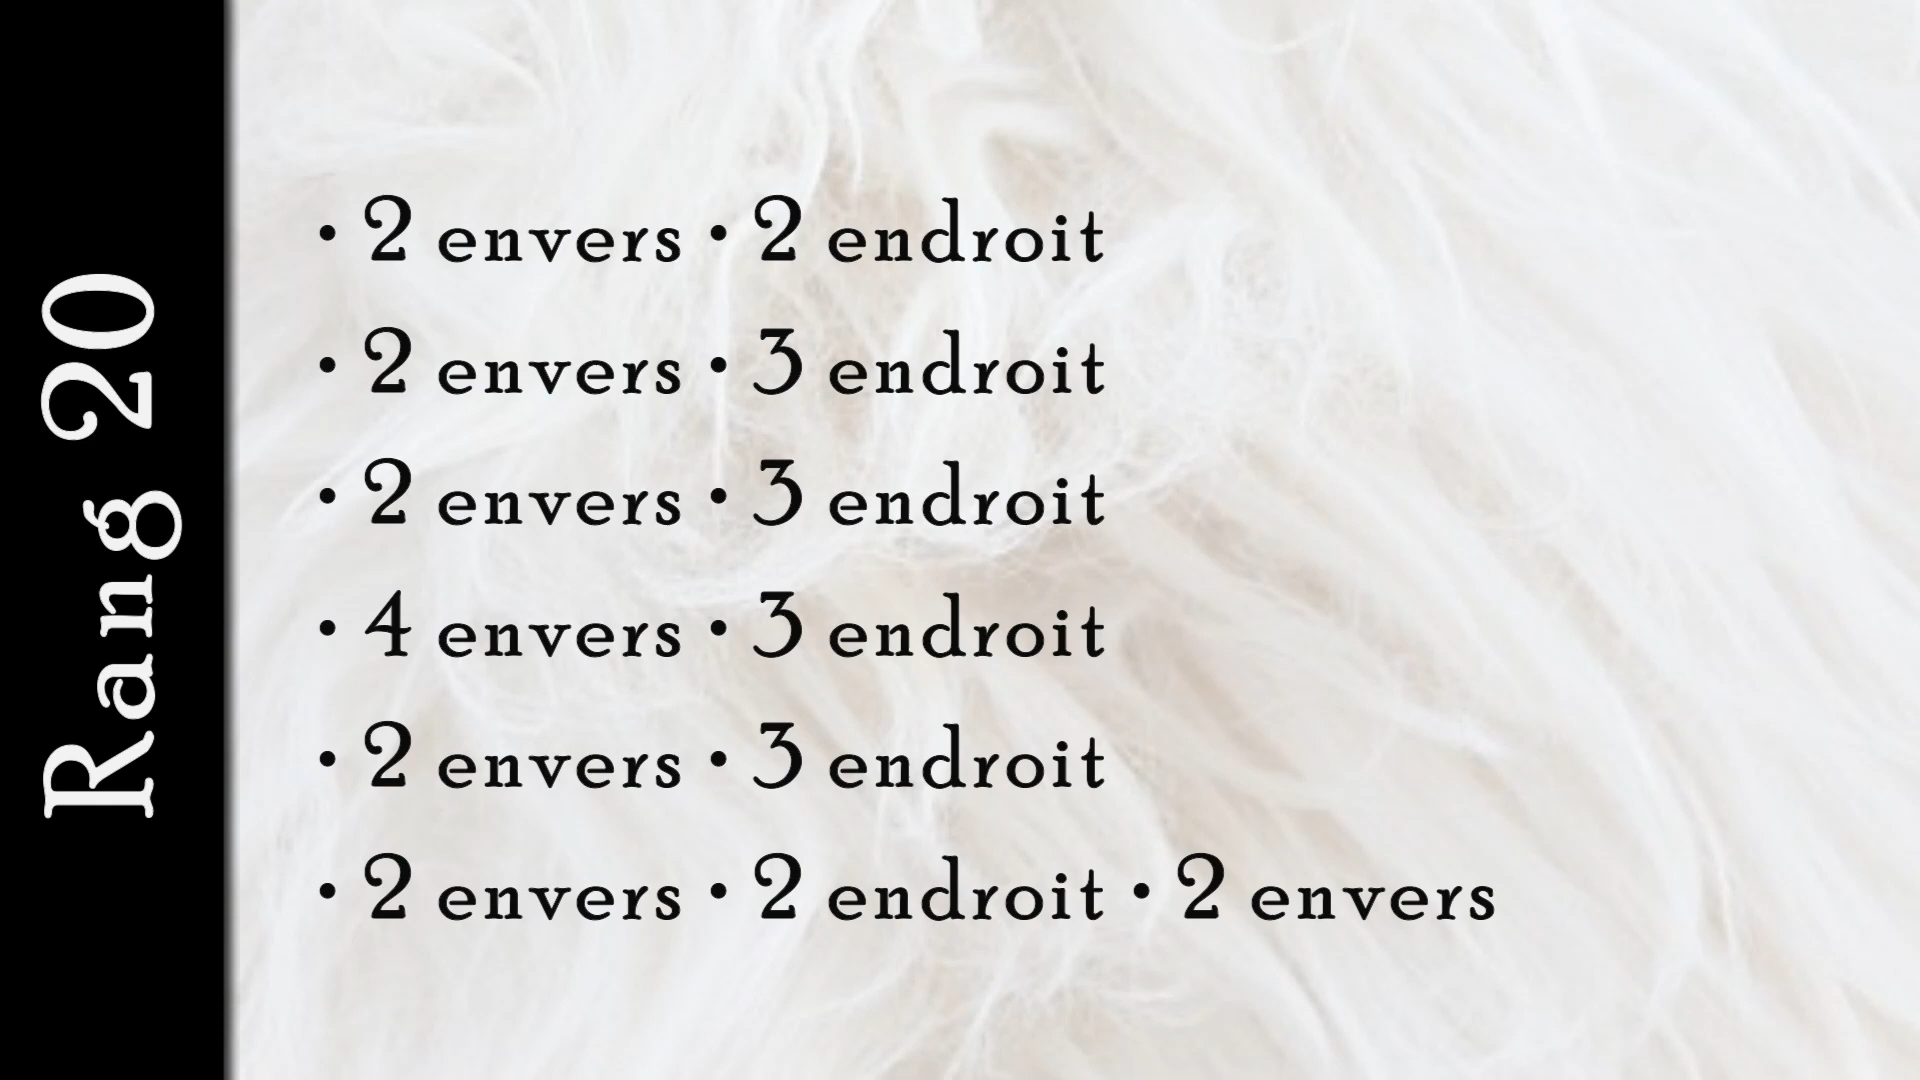 Rang 20
• 2 envers • 2 endroit
• 2 envers • 3 endroit
• 2 envers • 3 endroit
• 4 envers • 3 endroit
• 2 envers • 3 endroit
• 2 envers • 2 endroit • 2 envers